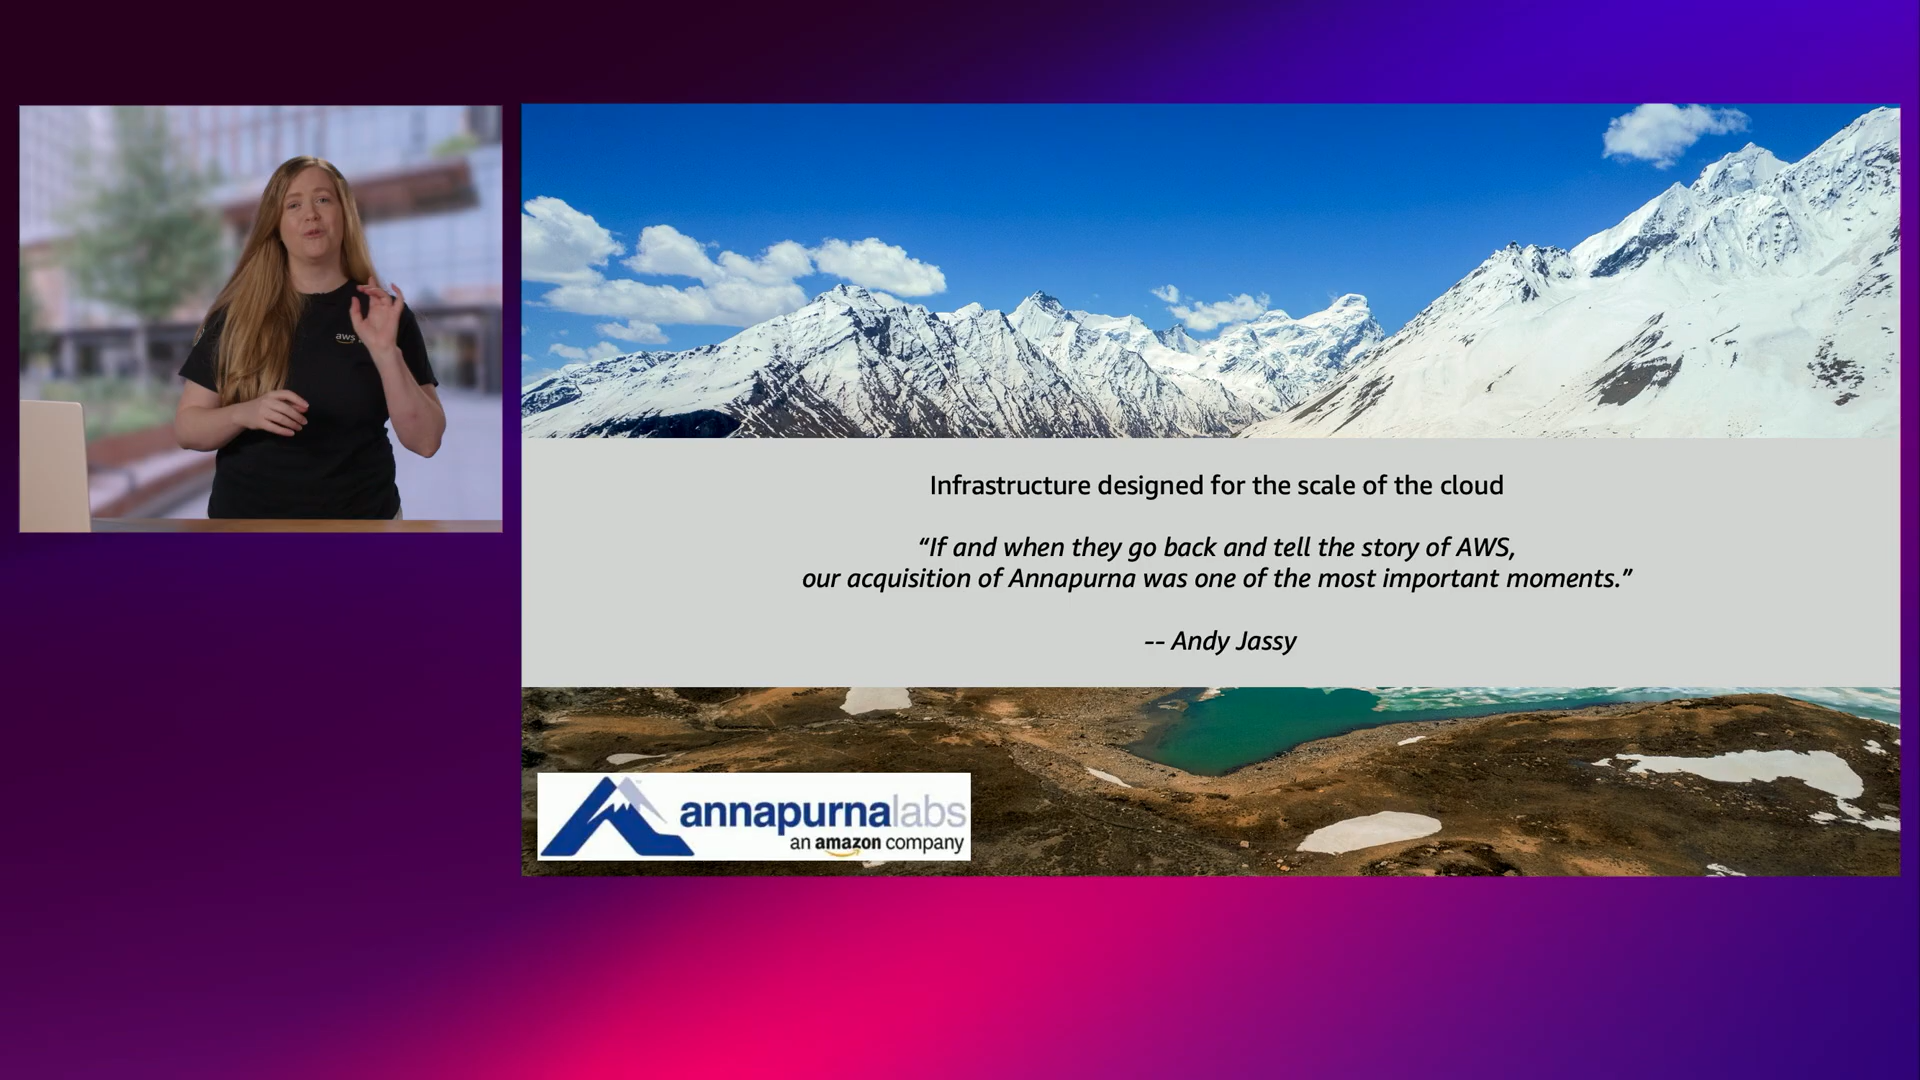 aws
Infrastructure designed for the scale of the cloud
“If and when they go back and tell the story of AWS,
our acquisition of Annapurna was one of the most important moments.”
-- Andy Jassy
annapurnalabs
an amazon company